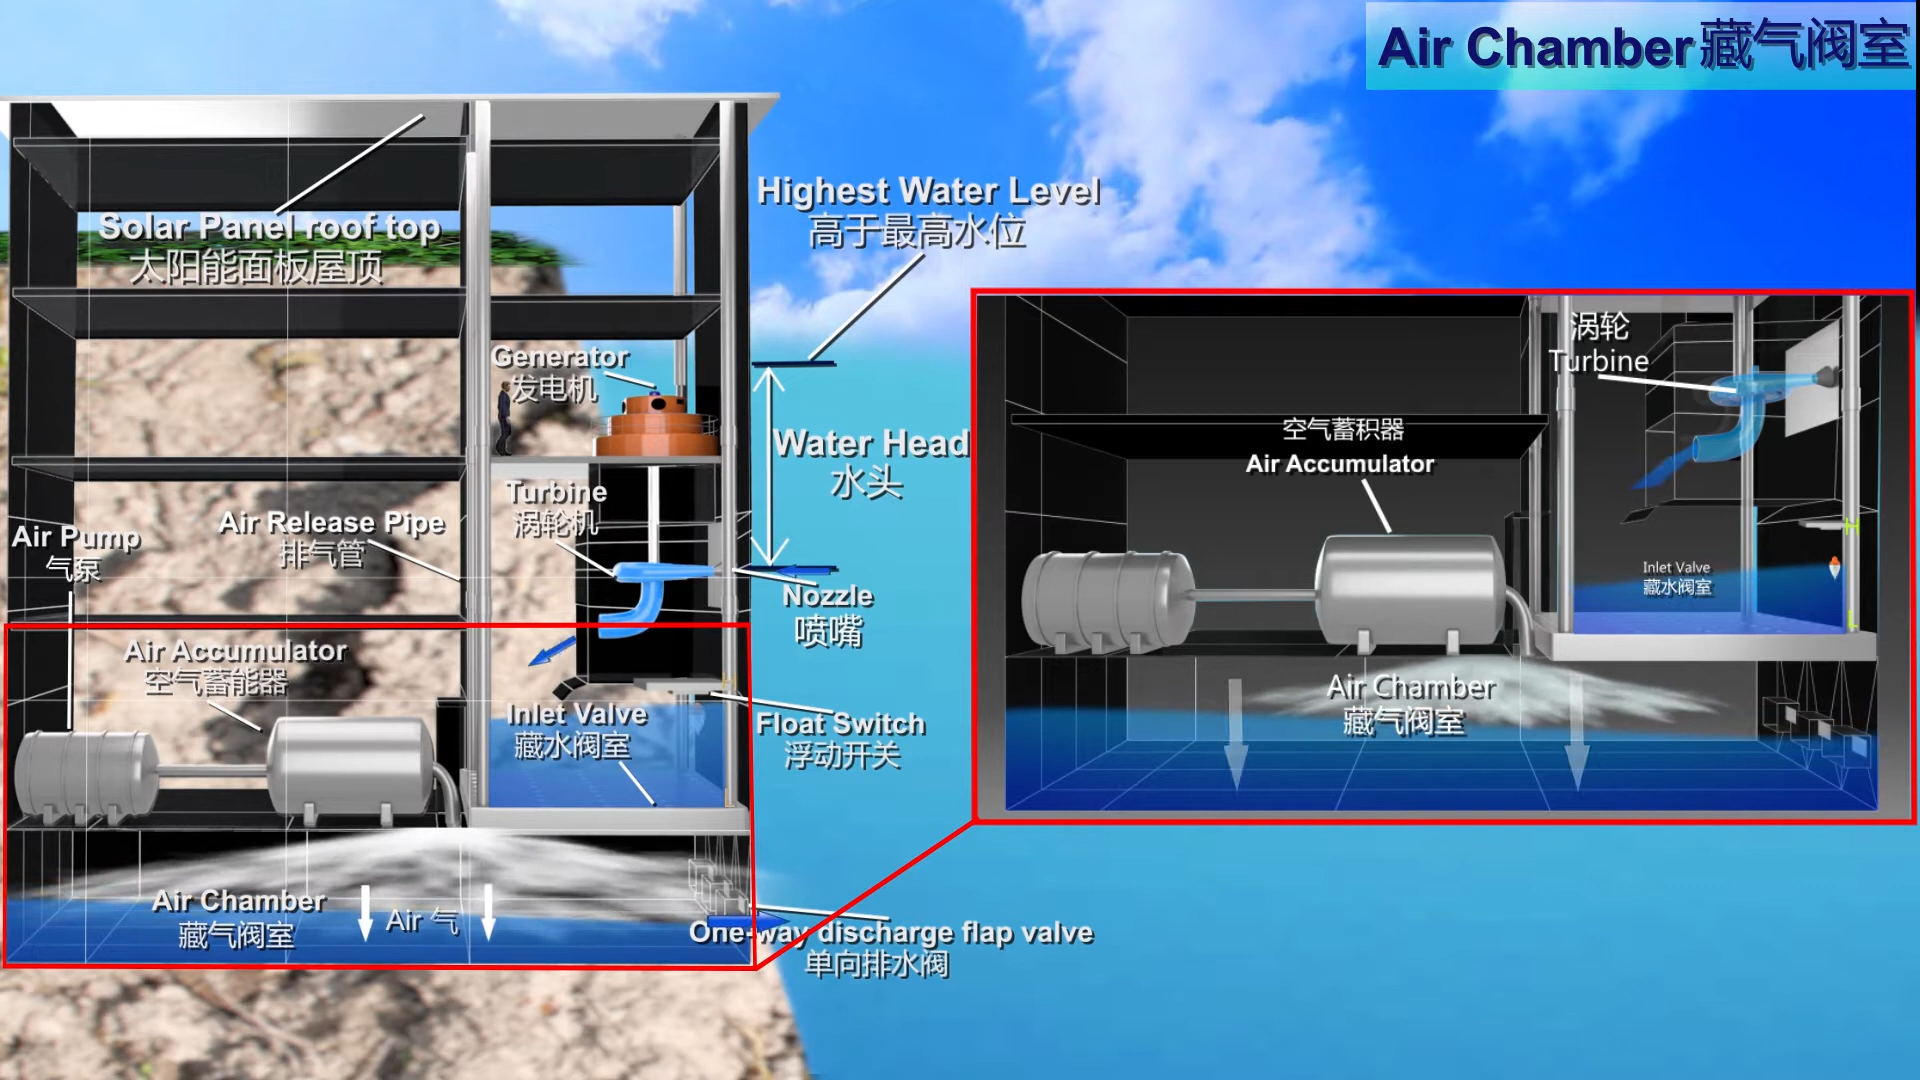 Air Chamber藏气阀室
Solar Panel roof top
太阳能面板屋顶
Highest Water Level
高于最高水位
Generator
发电机
Water Head
水头
Turbine
涡轮机
Air Release Pipe
排气管
Air Pump
气泵
Nozzle
喷嘴
Air Accumulator
空气蓄能器
Inlet Valve
藏水阀室
Float Switch
浮动开关
Air Chamber
藏气阀室
Air 气
One-way discharge flap valve
单向排水阀
涡轮
Turbine
空气蓄积器
Air Accumulator
Inlet Valve
藏水阀室
Air Chamber
藏气阀室